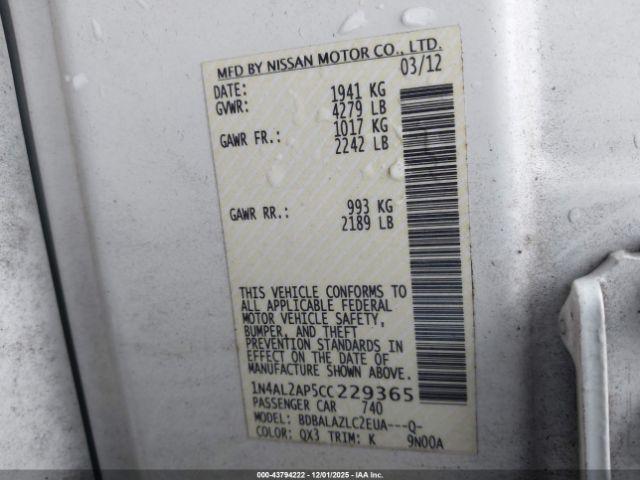 MFD BY NISSAN MOTOR CO., LTD.
DATE: 03/12
GVWR: 1941 KG
4279 LB
GAWR FR.: 1017 KG
2242 LB
GAWR RR.: 993 KG
2189 LB
THIS VEHICLE CONFORMS TO
ALL APPLICABLE FEDERAL
MOTOR VEHICLE SAFETY,
BUMPER, AND THEFT
PREVENTION STANDARDS IN
EFFECT ON THE DATE OF
MANUFACTURE SHOWN ABOVE.
1N4AL2AP5CC229365
PASSENGER CAR 740
MODEL: BDBALAZLC2EUA---Q-
COLOR: QX3 TRIM: K 9N00A
000-43794222 - 12/01/2025 - IAA Inc.